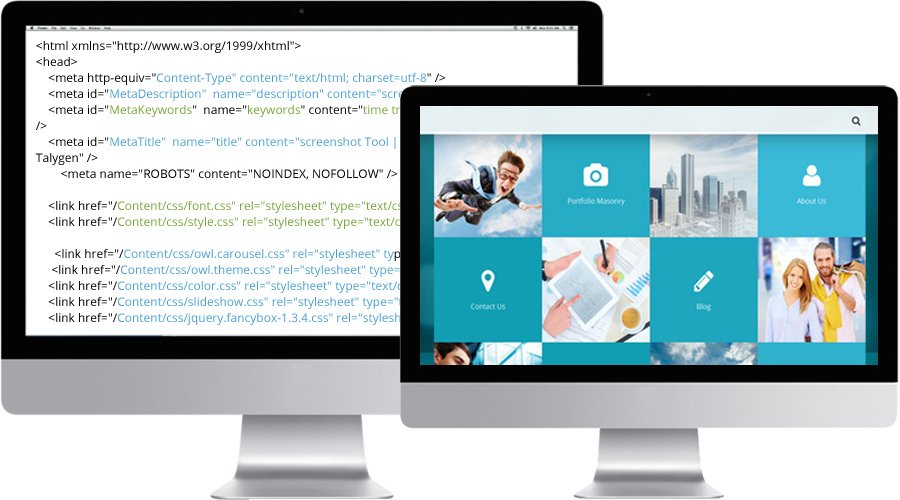 <html xmlns="http://www.w3.org/1999/xhtml">
<head>
<meta http-equiv="Content-Type" content="text/html; charset=utf-8" />
<meta id="MetaDescription" name="description" content="scre
<meta id="MetaKeywords" name="keywords" content="time tr
/>
<meta id="MetaTitle" name="title" content="screenshot Tool |
Talygen" />
<meta name="ROBOTS" content="NOINDEX, NOFOLLOW" />
<link href="/Content/css/font.css" rel="stylesheet" type="text/cs
<link href="/Content/css/style.css" rel="stylesheet" type="text/c
<link href="/Content/css/owl.carousel.css" rel="stylesheet" typ
<link href="/Content/css/owl.theme.css" rel="stylesheet" type=
<link href="/Content/css/color.css" rel="stylesheet" type="text/c
<link href="/Content/css/slideshow.css" rel="stylesheet" type="t
<link href="/Content/css/jquery.fancybox-1.3.4.css" rel="stylesh
Portfolio Masonry
About Us
Contact Us
Blog